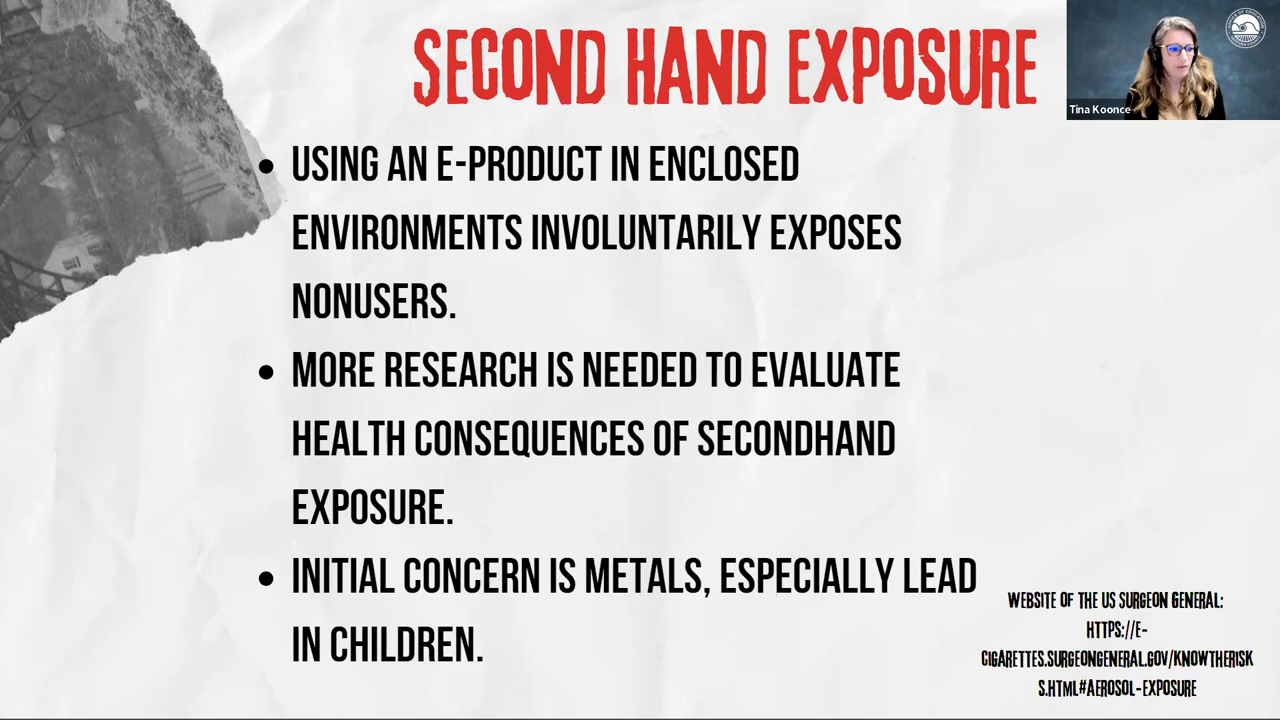 SECOND HAND EXPOSURE
Tina Koonce
• USING AN E-PRODUCT IN ENCLOSED
ENVIRONMENTS INVOLUNTARILY EXPOSES
NONUSERS.
• MORE RESEARCH IS NEEDED TO EVALUATE
HEALTH CONSEQUENCES OF SECONDHAND
EXPOSURE.
• INITIAL CONCERN IS METALS, ESPECIALLY LEAD
IN CHILDREN.
WEBSITE OF THE US SURGEON GENERAL:
HTTPS://E-
CIGARETTES.SURGEONGENERAL.GOV/KNOWTHERISK
S.HTML#AEROSOL-EXPOSURE